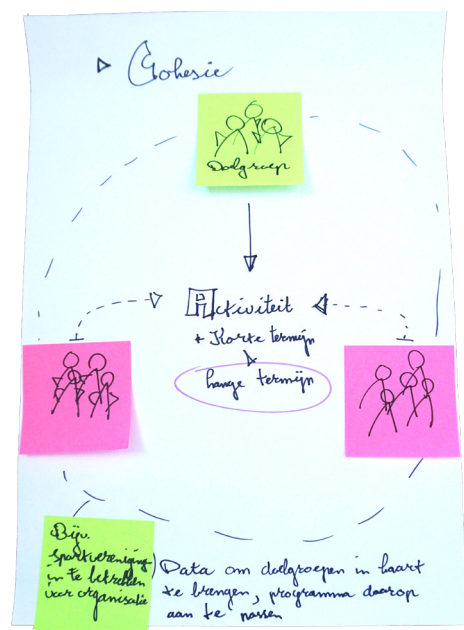 Cohesie
Doelgroep
Activiteit
+ Korte termijn
lange termijn
Bijv.
sportvereniging
in te betrekken
voor organisatie
Data om doelgroepen in kaart
te brengen, programma daarop
aan te passen